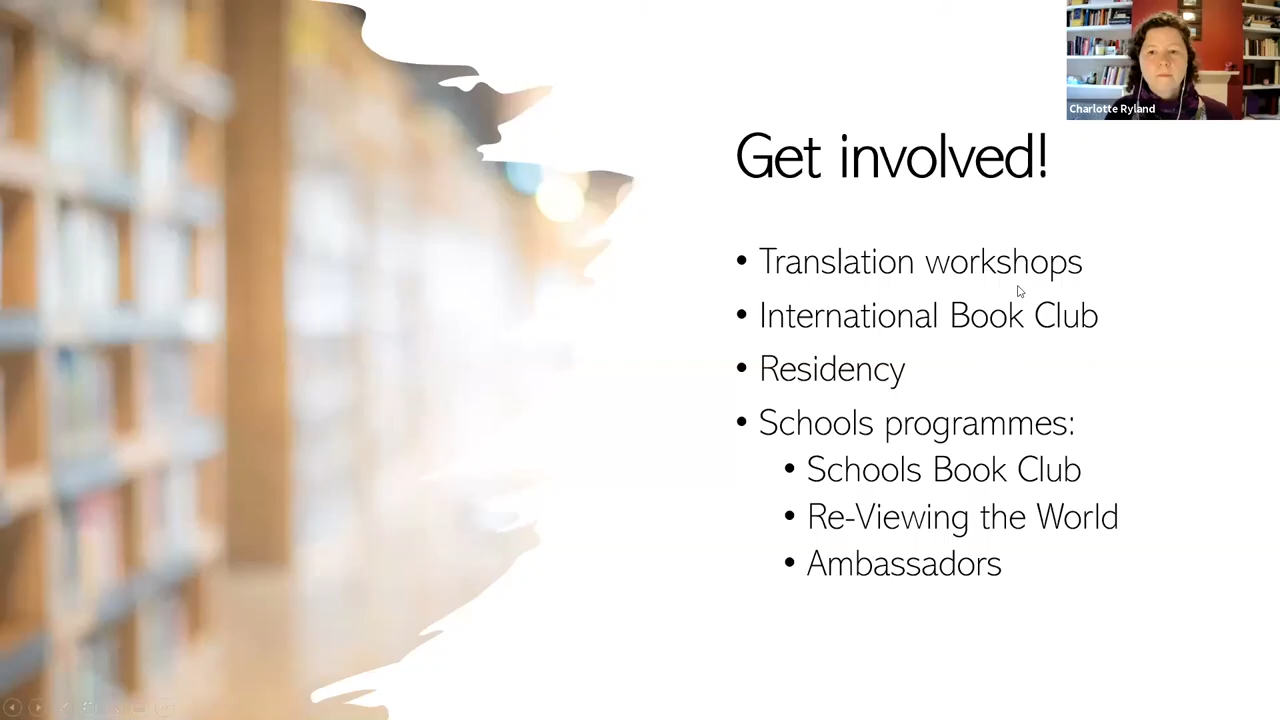 Charlotte Ryland
Get involved!
• Translation workshops
• International Book Club
• Residency
• Schools programmes:
• Schools Book Club
• Re-Viewing the World
• Ambassadors